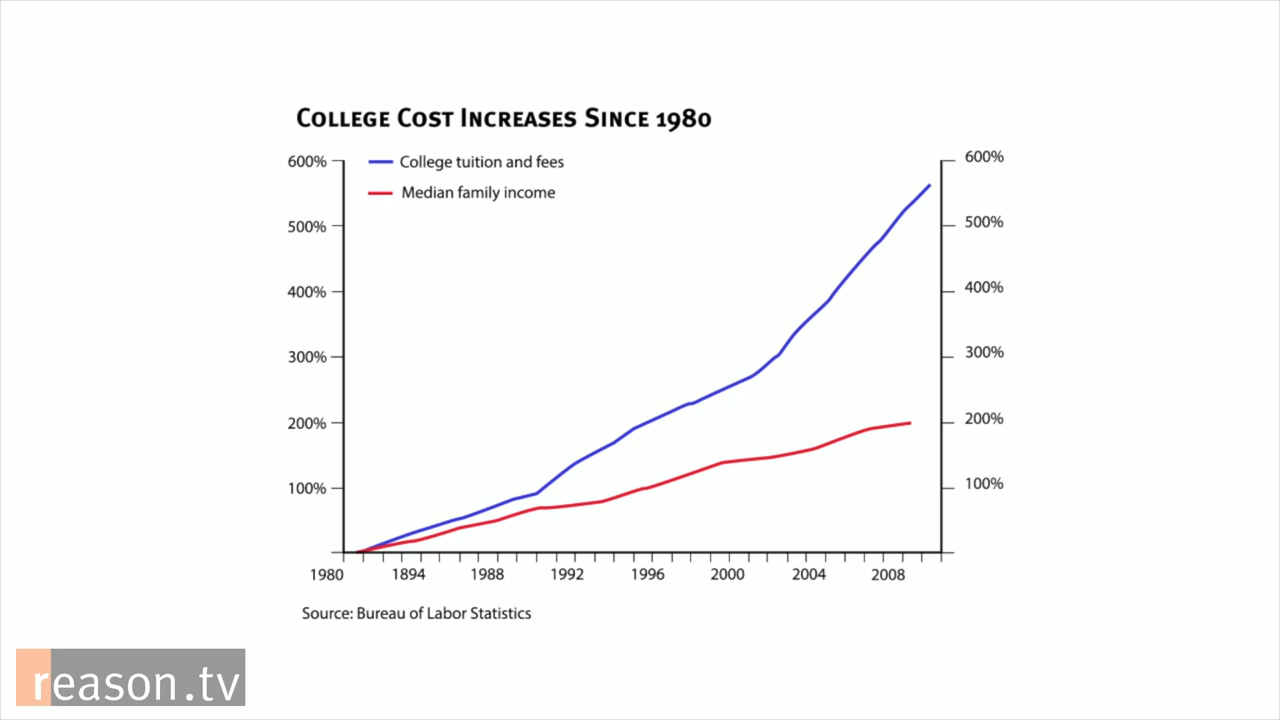 College Cost Increases Since 1980
600%
College tuition and fees
600%
Median family income
500%
500%
400%
400%
300%
300%
200%
200%
100%
100%
1980 1894 1988 1992 1996 2000 2004 2008
Source: Bureau of Labor Statistics
reason.tv